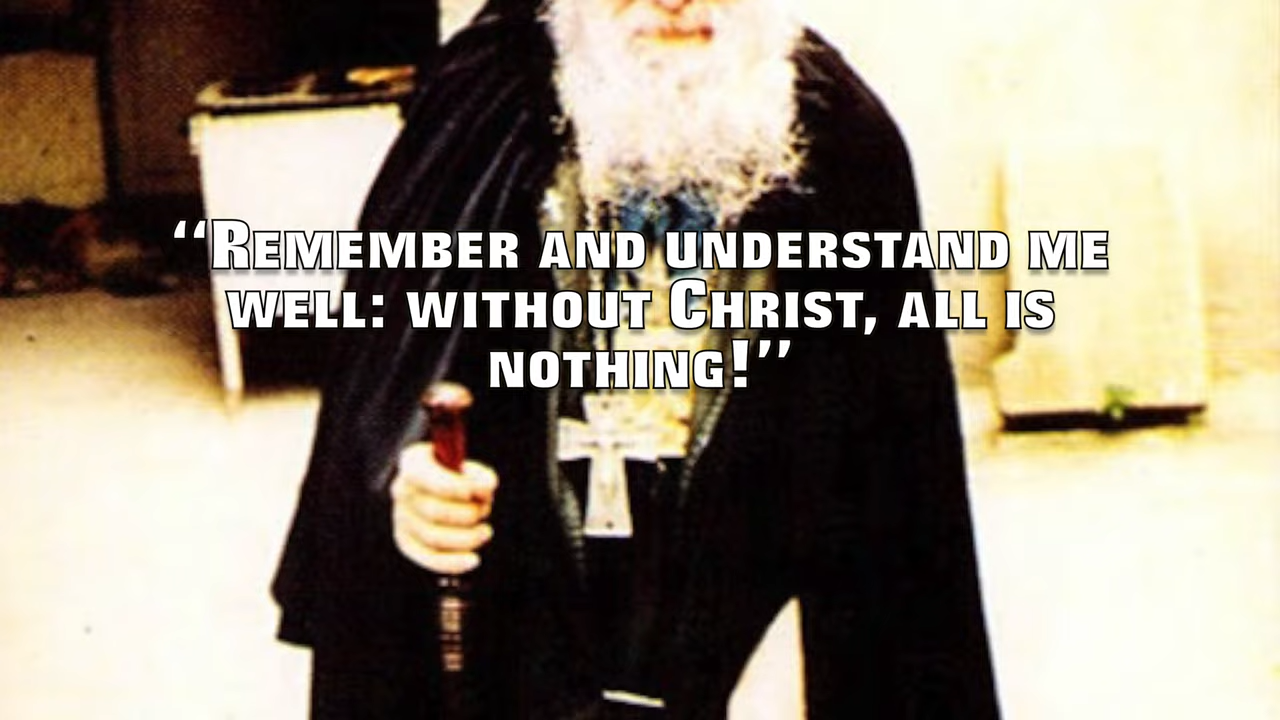 “Remember and understand me
well: without Christ, all is
nothing!”